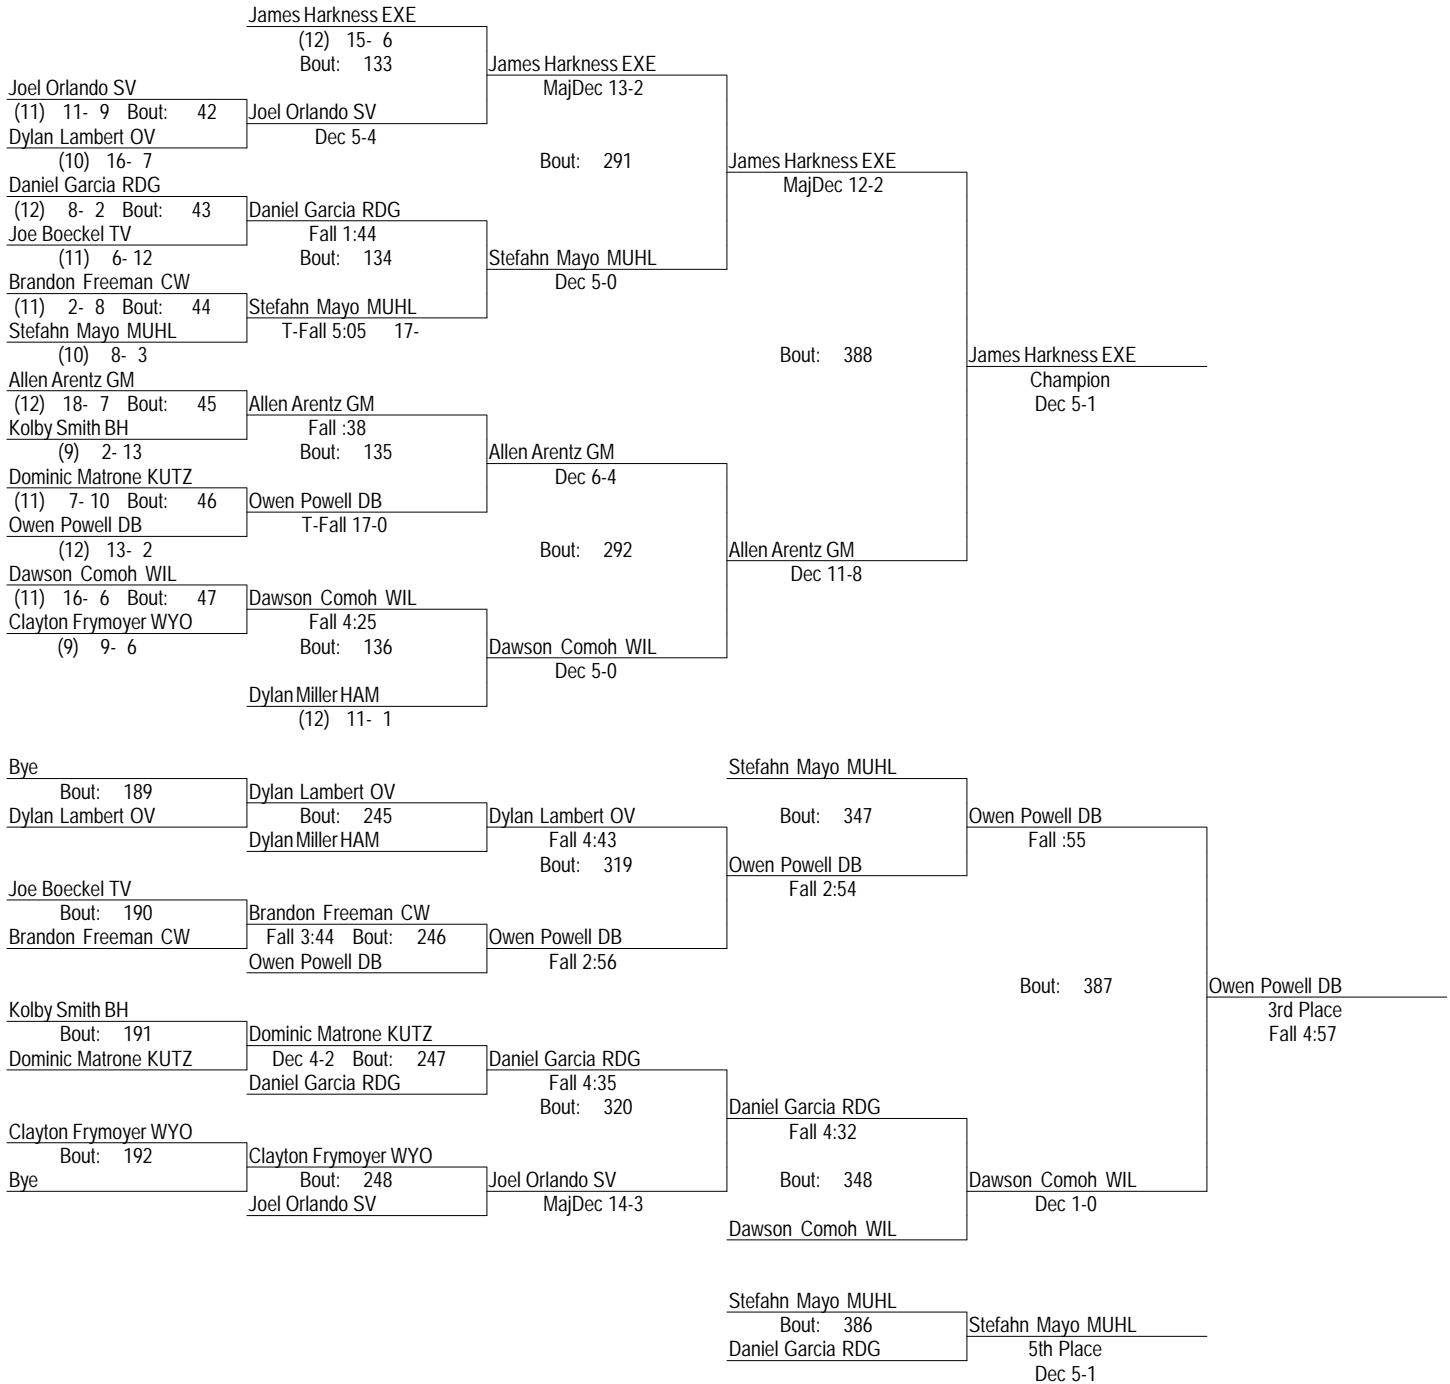 James Harkness EXE
(12) 15- 6
Bout: 133
James Harkness EXE
MajDec 13-2
Joel Orlando SV
(11) 11- 9 Bout: 42
Joel Orlando SV
Dec 5-4
Dylan Lambert OV
(10) 16- 7
Bout: 291
James Harkness EXE
MajDec 12-2
Daniel Garcia RDG
(12) 8- 2 Bout: 43
Daniel Garcia RDG
Fall 1:44
Joe Boeckel TV
(11) 6- 12
Bout: 134
Stefahn Mayo MUHL
Dec 5-0
Brandon Freeman CW
(11) 2- 8 Bout: 44
Stefahn Mayo MUHL
T-Fall 5:05 17-
Stefahn Mayo MUHL
(10) 8- 3
Bout: 388
James Harkness EXE
Champion
Dec 5-1
Allen Arentz GM
(12) 18- 7 Bout: 45
Allen Arentz GM
Fall :38
Kolby Smith BH
(9) 2- 13
Bout: 135
Allen Arentz GM
Dec 6-4
Dominic Matrone KUTZ
(11) 7- 10 Bout: 46
Owen Powell DB
T-Fall 17-0
Owen Powell DB
(12) 13- 2
Bout: 292
Allen Arentz GM
Dec 11-8
Dawson Comoh WIL
(11) 16- 6 Bout: 47
Dawson Comoh WIL
Fall 4:25
Clayton Frymoyer WYO
(9) 9- 6
Bout: 136
Dawson Comoh WIL
Dec 5-0
Dylan Miller HAM
(12) 11- 1
Bye
Bout: 189
Dylan Lambert OV
Dylan Lambert OV
Bout: 245
Dylan Miller HAM
Dylan Lambert OV
Fall 4:43
Bout: 319
Stefahn Mayo MUHL
Bout: 347
Owen Powell DB
Fall 2:54
Owen Powell DB
Fall :55
Joe Boeckel TV
Bout: 190
Brandon Freeman CW
Brandon Freeman CW
Fall 3:44 Bout: 246
Owen Powell DB
Owen Powell DB
Fall 2:56
Bout: 387
Owen Powell DB
3rd Place
Fall 4:57
Kolby Smith BH
Bout: 191
Dominic Matrone KUTZ
Dominic Matrone KUTZ
Dec 4-2 Bout: 247
Daniel Garcia RDG
Daniel Garcia RDG
Fall 4:35
Bout: 320
Daniel Garcia RDG
Fall 4:32
Clayton Frymoyer WYO
Bout: 192
Bye
Clayton Frymoyer WYO
Bout: 248
Joel Orlando SV
Joel Orlando SV
MajDec 14-3
Bout: 348
Dawson Comoh WIL
Dawson Comoh WIL
Dec 1-0
Stefahn Mayo MUHL
Bout: 386
Daniel Garcia RDG
Stefahn Mayo MUHL
5th Place
Dec 5-1